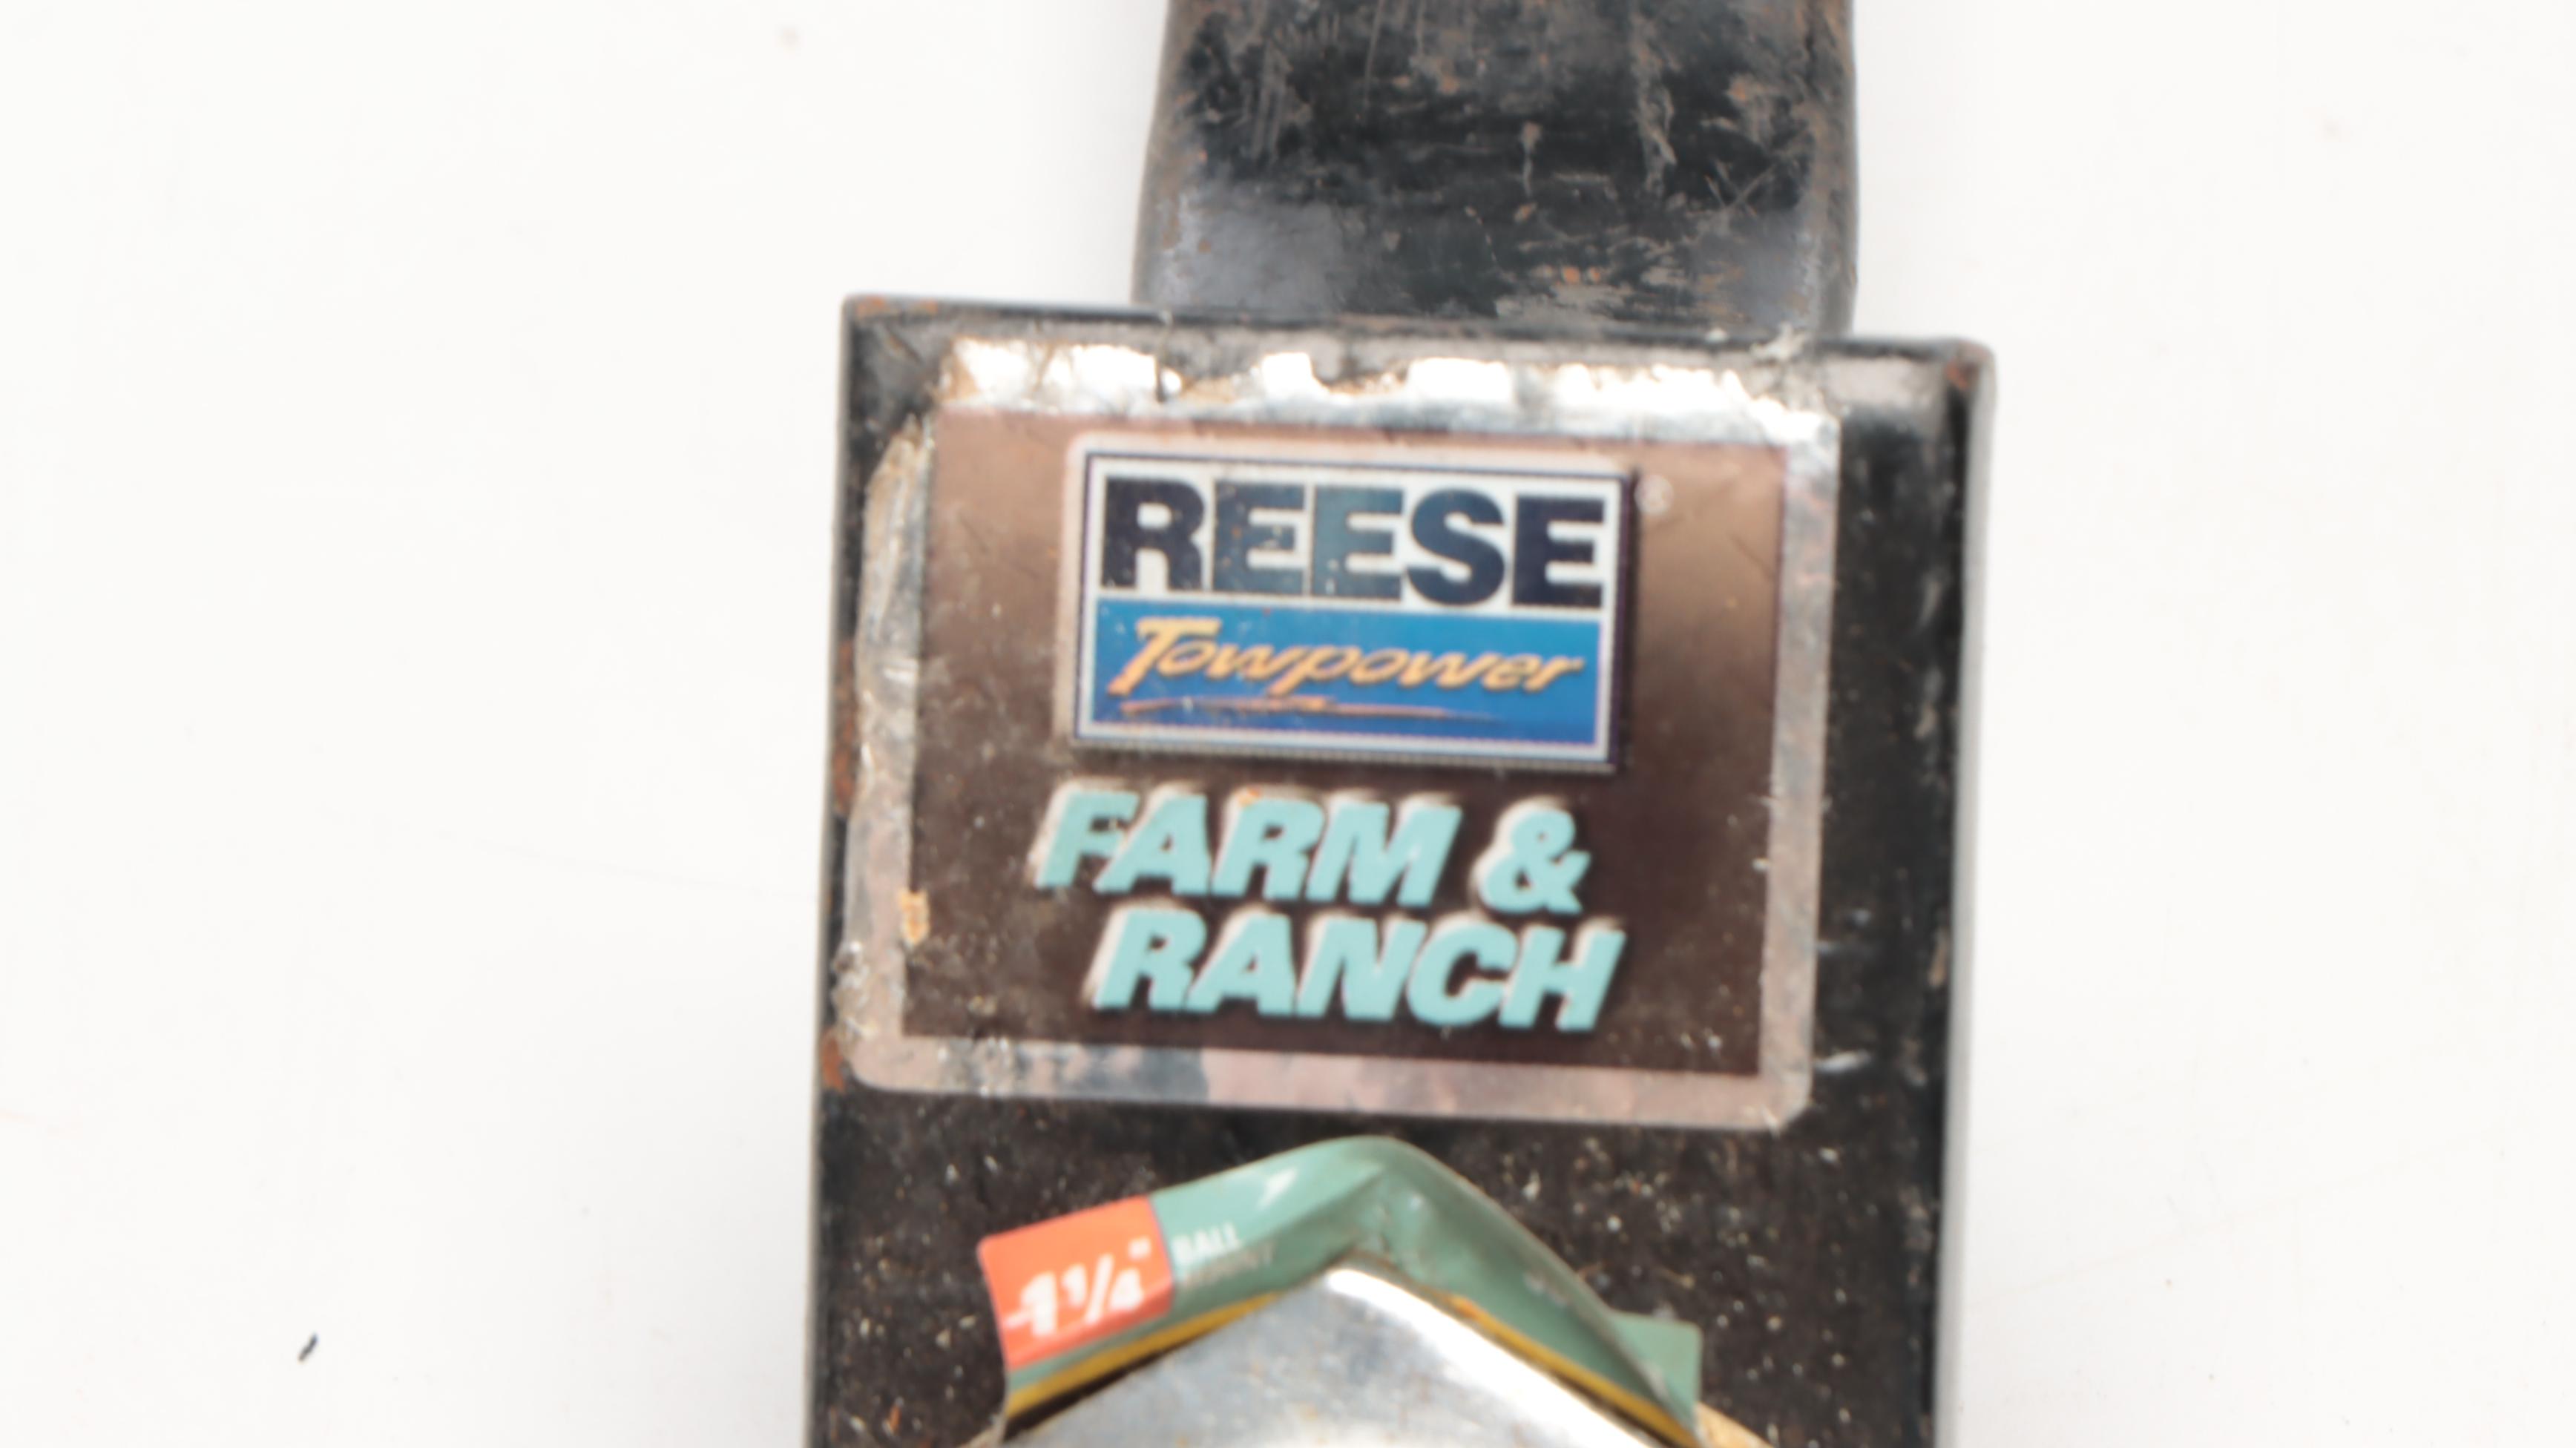 REESE®
Towpower
FARM &
RANCH
1¼" BALL